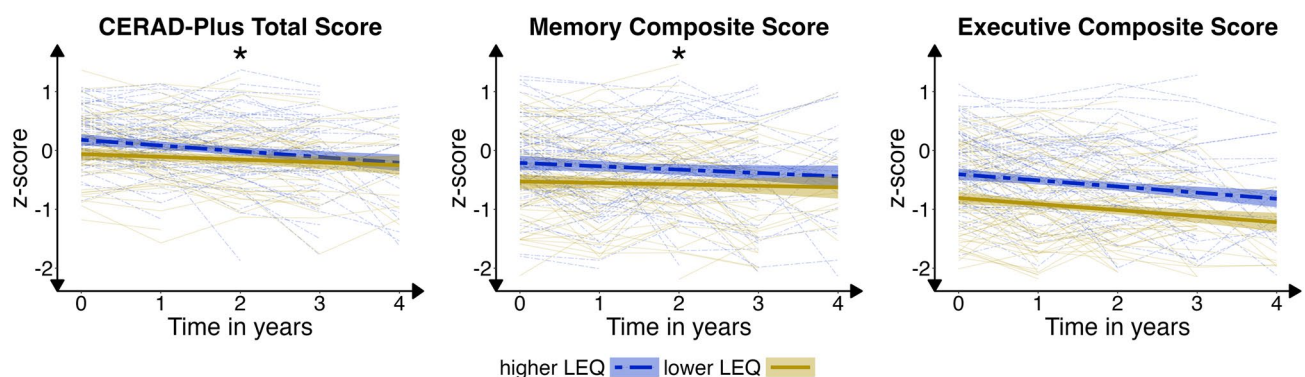 CERAD-Plus Total Score
*
1
0
-1
-2
z-score
0 1 2 3 4
Time in years
Memory Composite Score
*
1
0
-1
-2
z-score
0 1 2 3 4
Time in years
Executive Composite Score
1
0
-1
-2
z-score
0 1 2 3 4
Time in years
higher LEQ lower LEQ